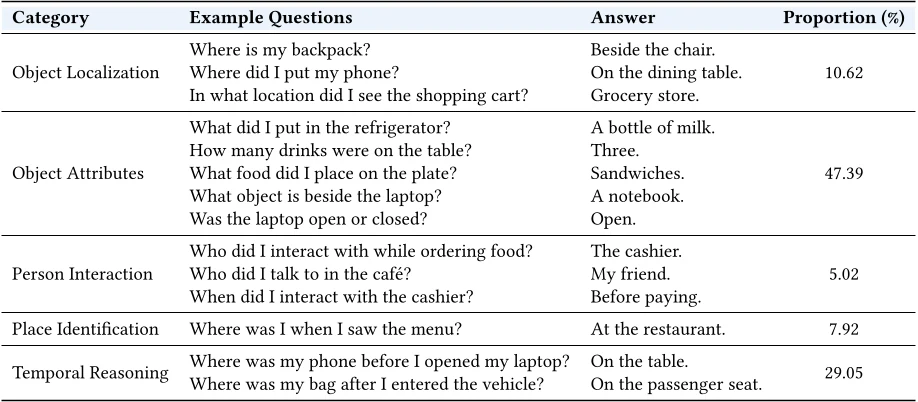 Category Example Questions Answer Proportion (%)
Where is my backpack? Beside the chair.
Object Localization Where did I put my phone? On the dining table. 10.62
In what location did I see the shopping cart? Grocery store.
What did I put in the refrigerator? A bottle of milk.
How many drinks were on the table? Three.
Object Attributes What food did I place on the plate? Sandwiches. 47.39
What object is beside the laptop? A notebook.
Was the laptop open or closed? Open.
Who did I interact with while ordering food? The cashier.
Person Interaction Who did I talk to in the café? My friend. 5.02
When did I interact with the cashier? Before paying.
Place Identification Where was I when I saw the menu? At the restaurant. 7.92
Where was my phone before I opened my laptop? On the table.
Temporal Reasoning 29.05
Where was my bag after I entered the vehicle? On the passenger seat.